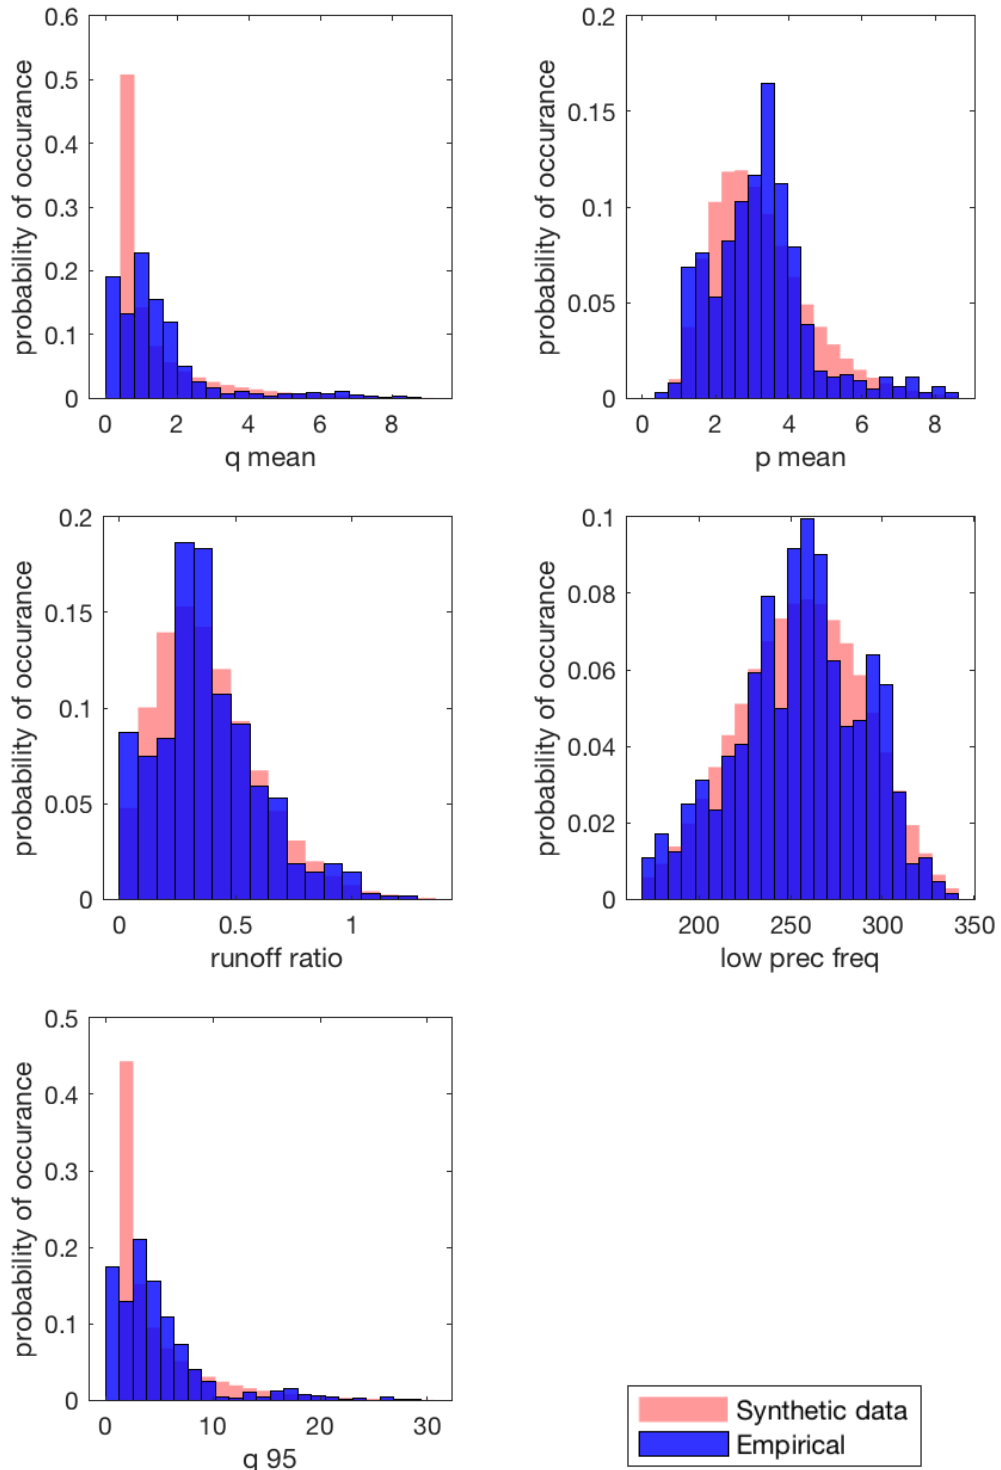 0.6
0.5
0.4
0.3
0.2
0.1
0
probability of occurance
0 2 4 6 8
q mean
0.2
0.15
0.1
0.05
0
probability of occurance
0 2 4 6 8
p mean
0.2
0.15
0.1
0.05
0
probability of occurance
0 0.5 1
runoff ratio
0.1
0.08
0.06
0.04
0.02
0
probability of occurance
200 250 300 350
low prec freq
0.5
0.4
0.3
0.2
0.1
0
probability of occurance
0 10 20 30
q 95
Synthetic data
Empirical